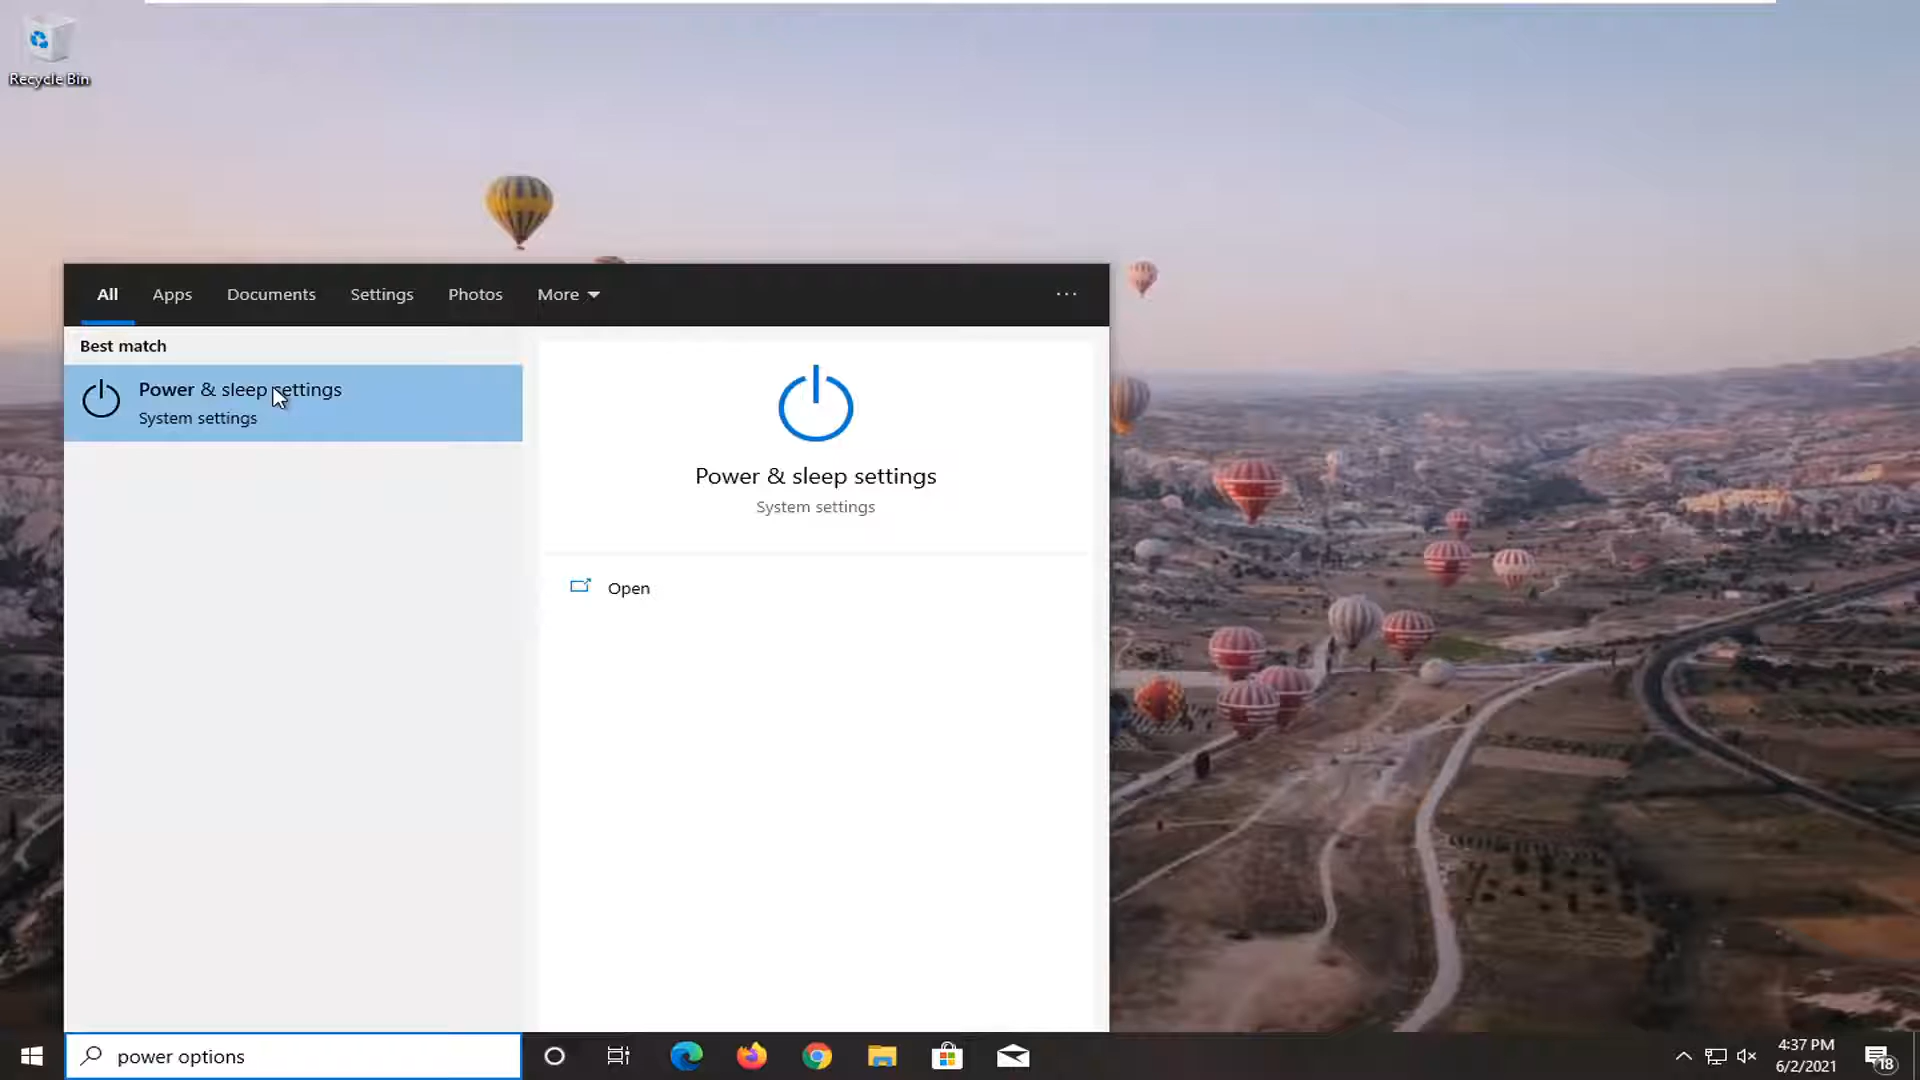 Recycle Bin
All Apps Documents Settings Photos More ...
Best match
Power & sleep settings
System settings
Power & sleep settings
System settings
Open
power options
4:37 PM
6/2/2021
18